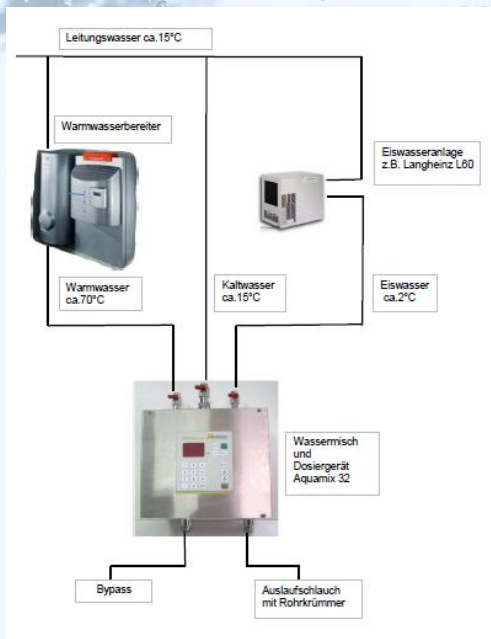 Leitungswasser ca.15°C
Warmwasserbereiter
Eiswasseranlage
z.B. Langheinz L60
Warmwasser
ca.70°C
Kaltwasser
ca.15°C
Eiswasser
ca.2°C
Wassermisch
und
Dosiergerät
Aquamix 32
Bypass
Auslaufschlauch
mit Rohrkrümmer